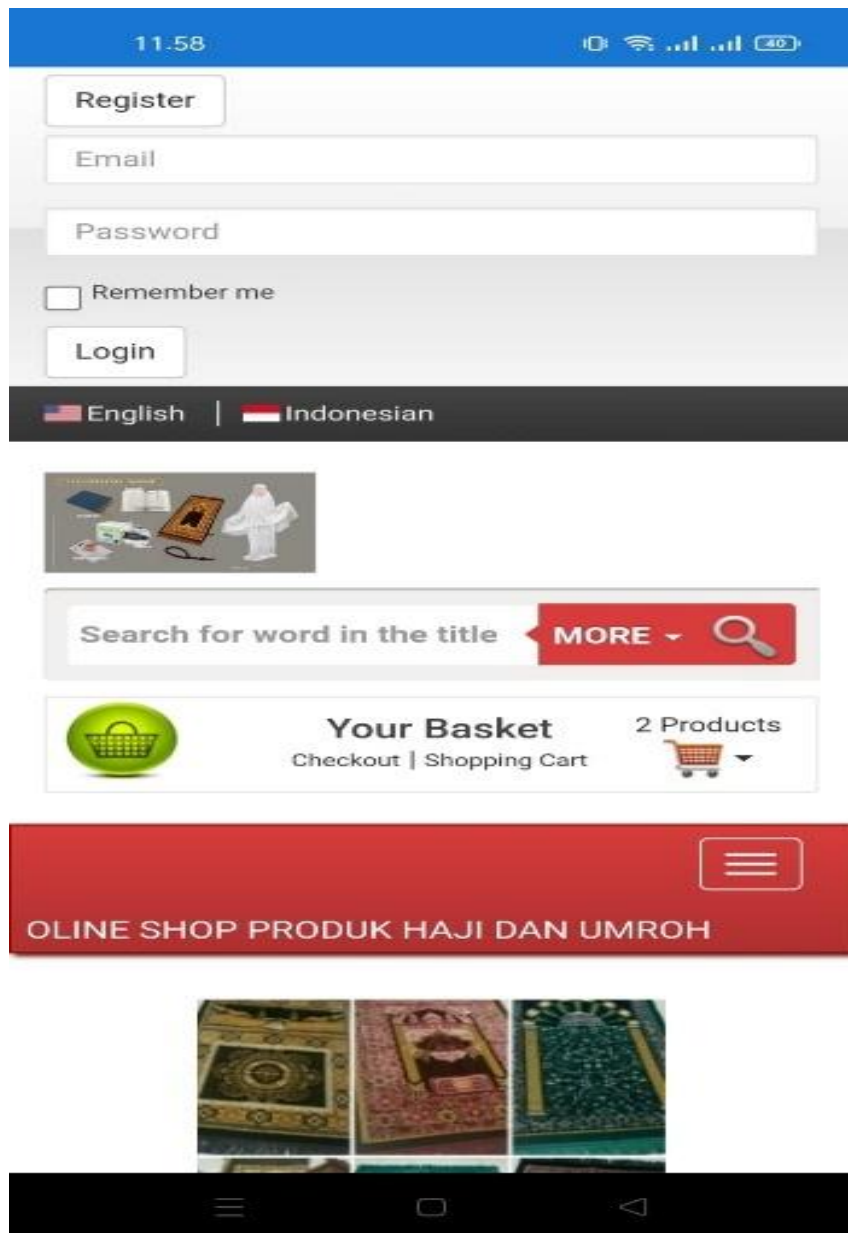 11.58
40
Register
Email
Password
Remember me
Login
English | Indonesian
Search for word in the title MORE
Your Basket 2 Products
Checkout | Shopping Cart
OLINE SHOP PRODUK HAJI DAN UMROH